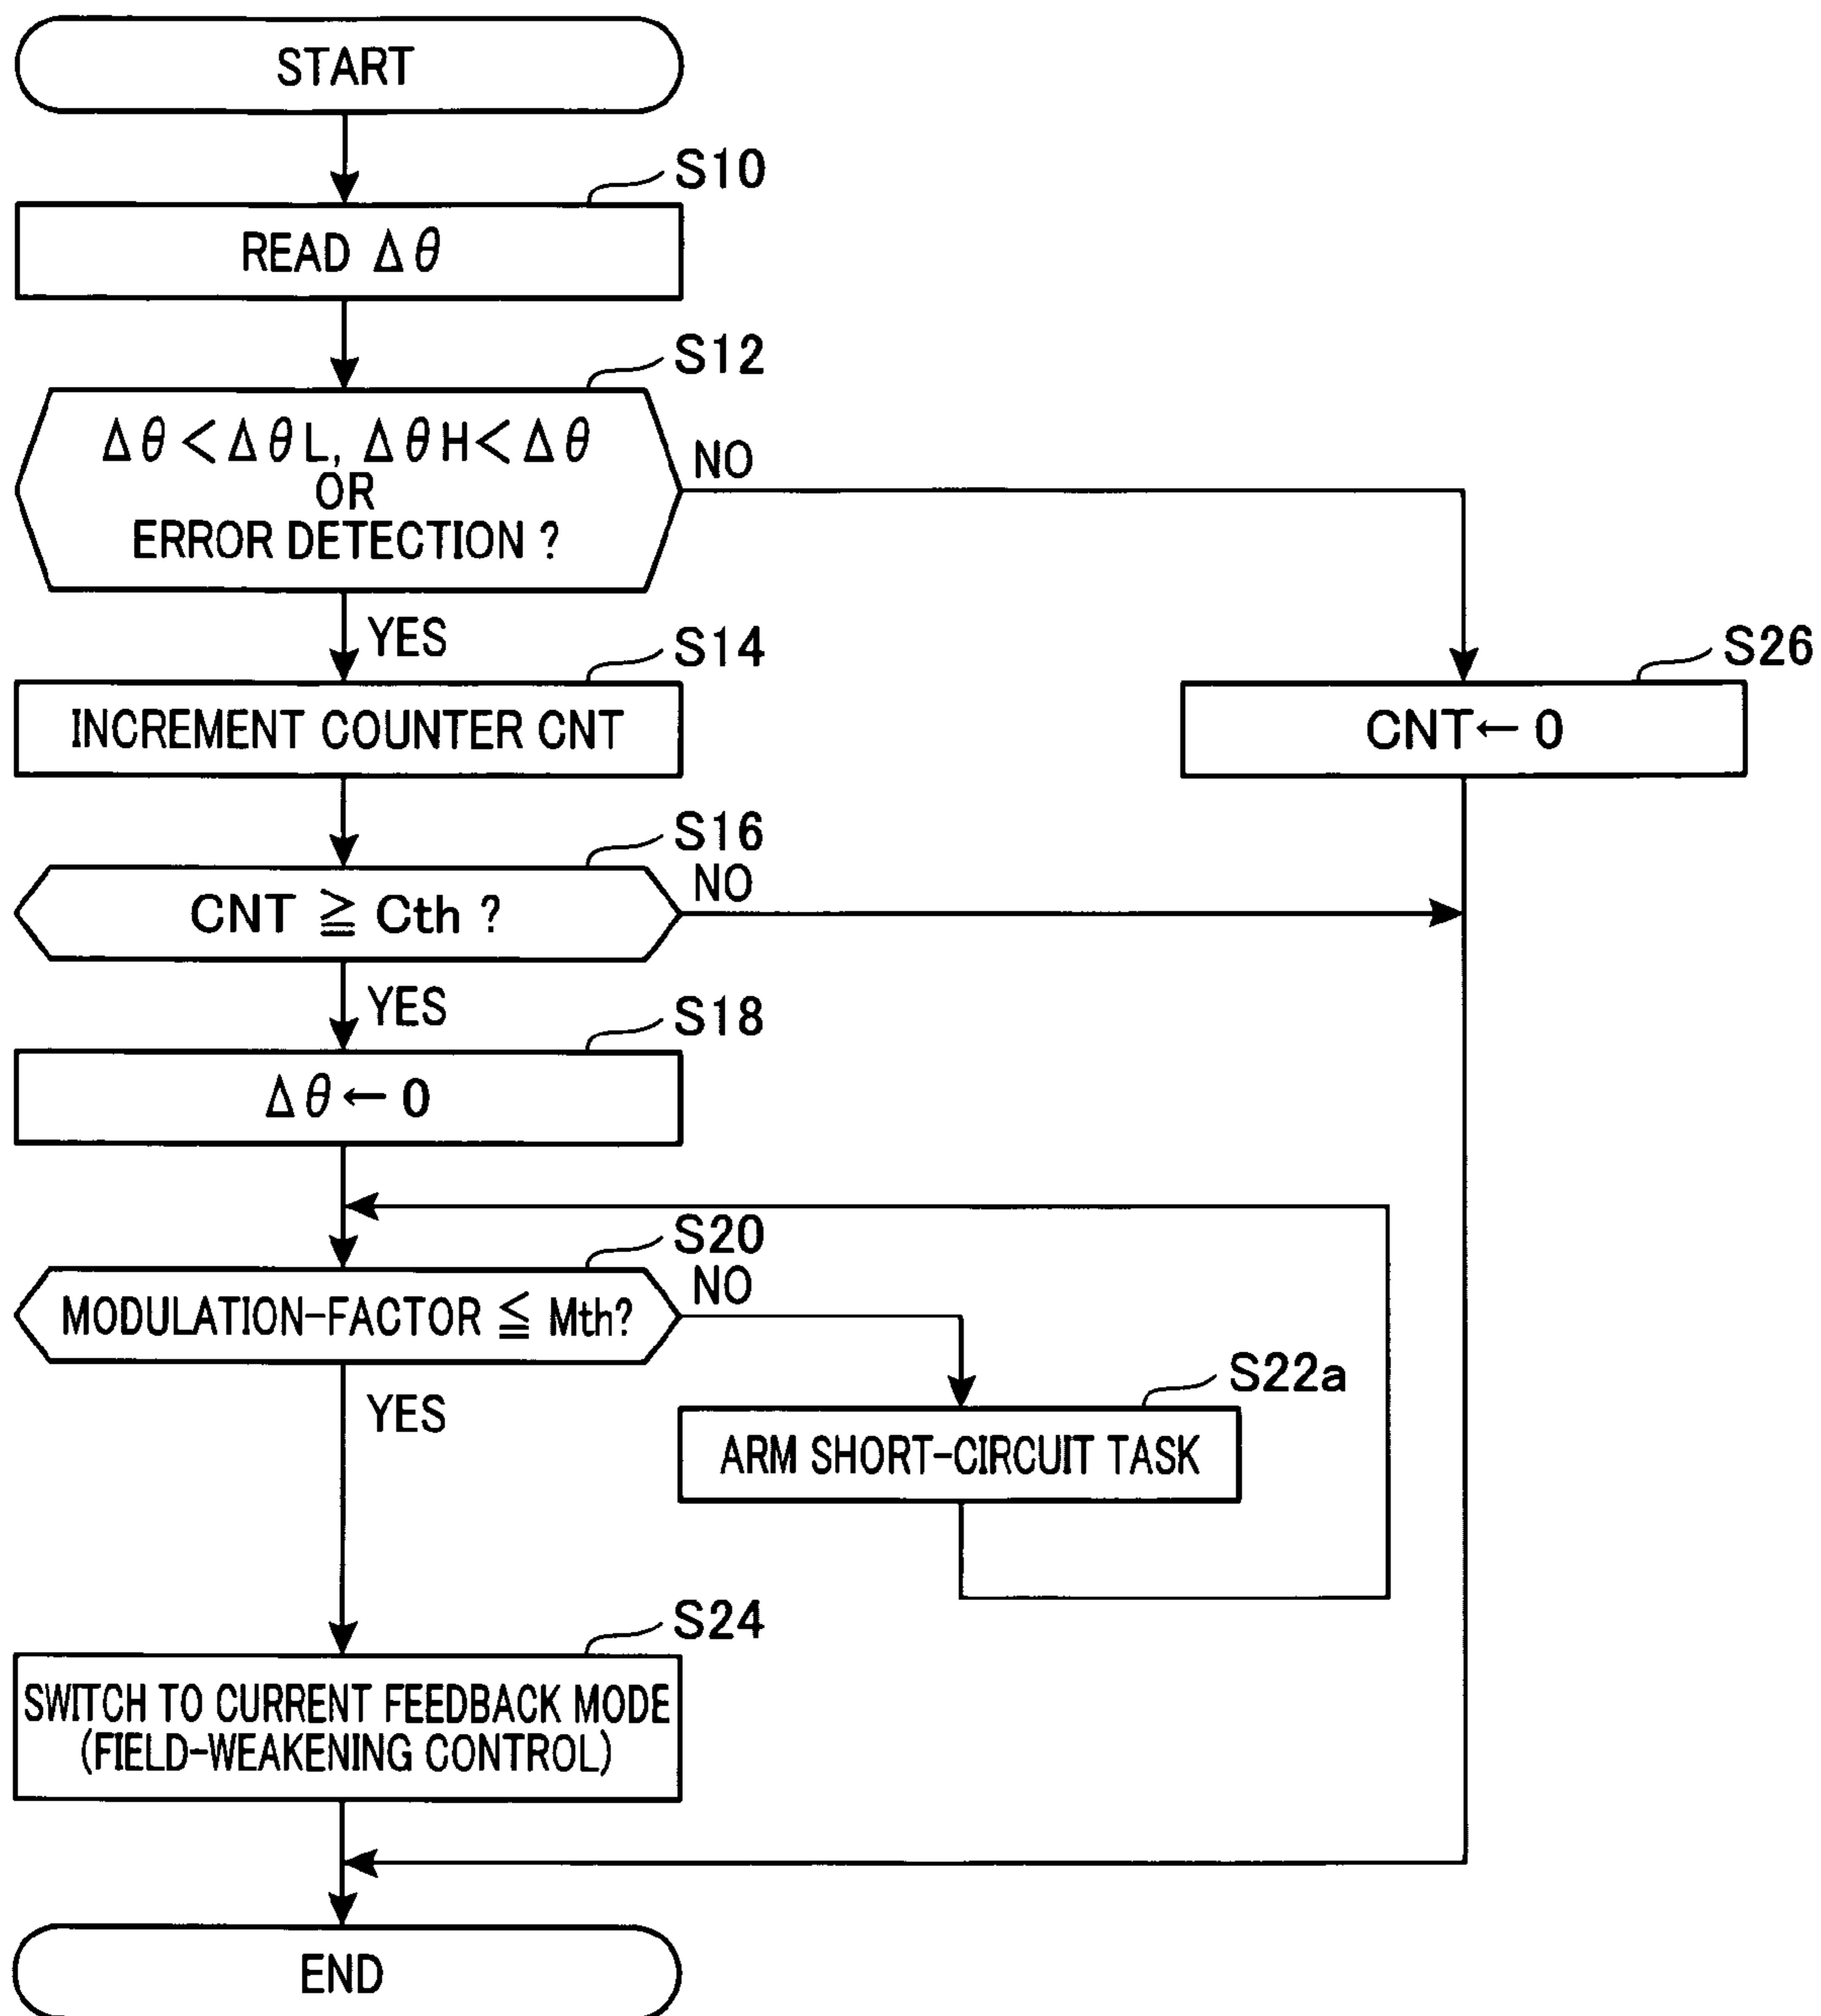 START
S10
READ Δθ
S12
Δθ<ΔθL, ΔθH<Δθ
OR
ERROR DETECTION ?
NO
YES
S14
INCREMENT COUNTER CNT
S26
CNT← 0
S16
CNT ≧ Cth ?
NO
YES
S18
Δθ← 0
S20
MODULATION-FACTOR ≦ Mth?
NO
YES
S22a
ARM SHORT-CIRCUIT TASK
S24
SWITCH TO CURRENT FEEDBACK MODE
(FIELD-WEAKENING CONTROL)
END